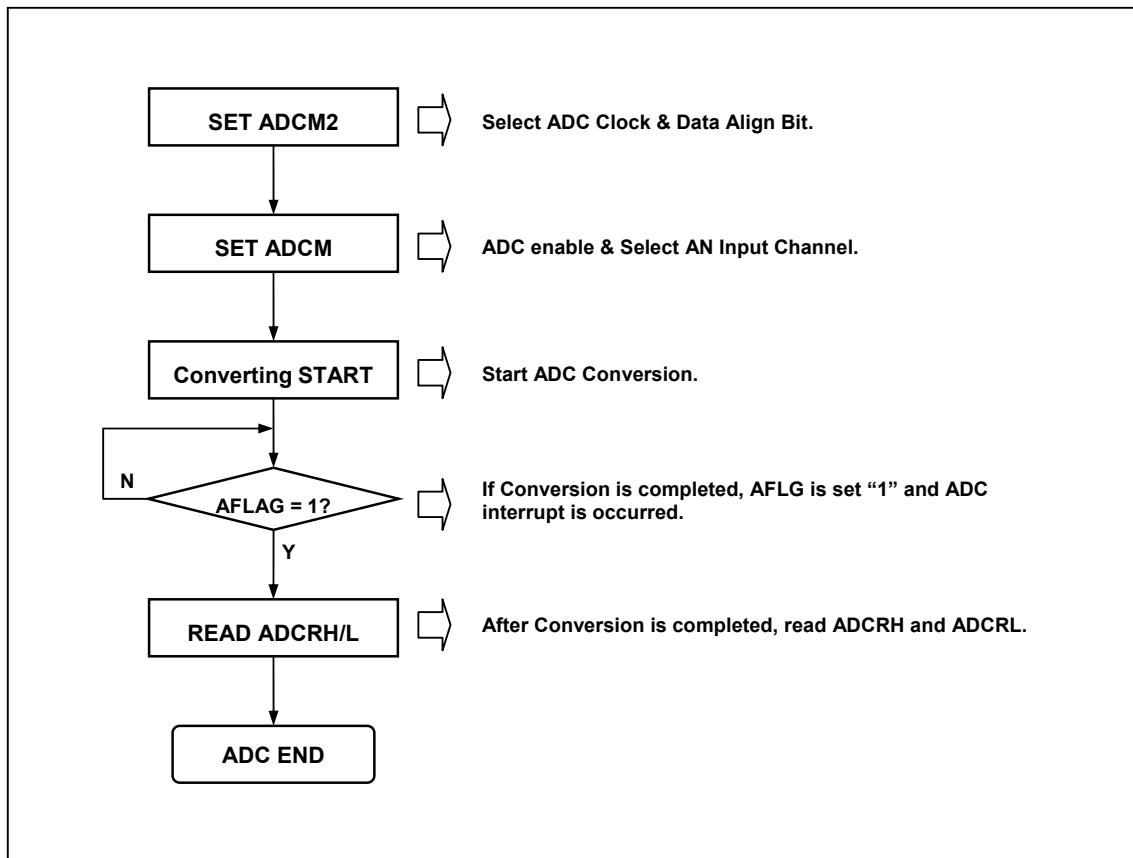 SET ADCM2
Select ADC Clock & Data Align Bit.
SET ADCM
ADC enable & Select AN Input Channel.
Converting START
Start ADC Conversion.
N
AFLAG = 1?
If Conversion is completed, AFLG is set “1” and ADC
interrupt is occurred.
Y
READ ADCRH/L
After Conversion is completed, read ADCRH and ADCRL.
ADC END